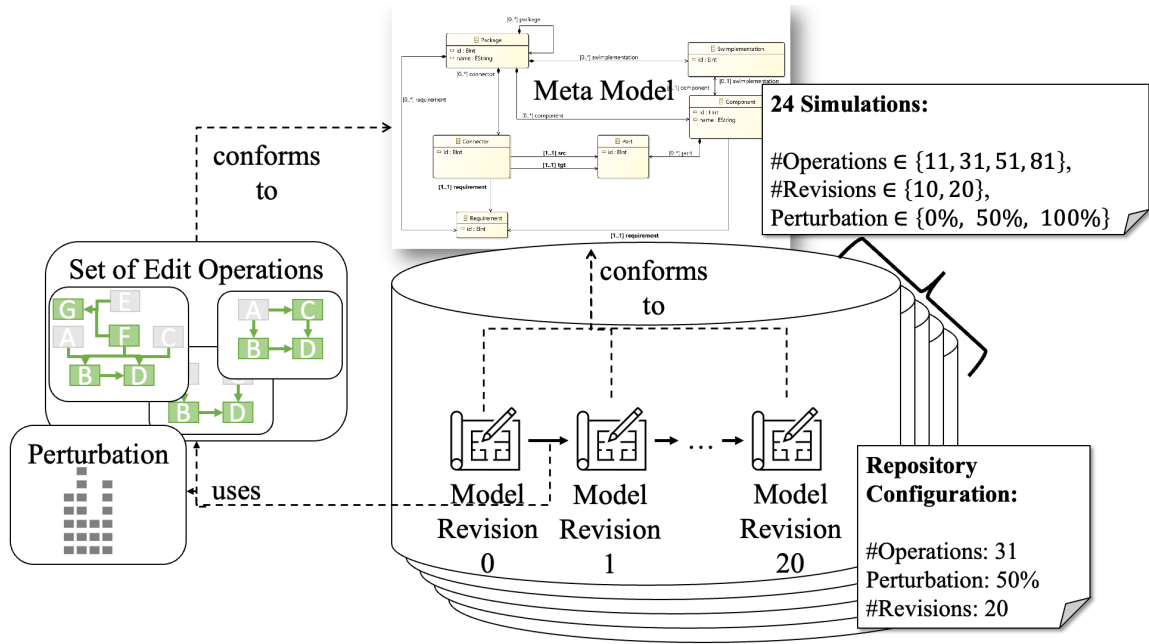 [0..*] package
Package
id : EInt
name : EString
[0..*] swimplementation
SwImplementation
id : EInt
[0..*] connector
[0..1] swimplementation
[0..1] component
Meta Model
[0..*] requirement
[0..*] component
Component
id : EInt
name : EString
Connector
id : EInt
[1..1] src
[1..1] tgt
Port
id : EInt
[0..*] port
[1..1] requirement
Requirement
id : EInt
[1..1] requirement
24 Simulations:
#Operations ∈ {11, 31, 51, 81},
#Revisions ∈ {10, 20},
Perturbation ∈ {0%, 50%, 100%}
conforms
to
Set of Edit Operations
G
E
A
F
C
B
D
A
C
B
D
B
D
Perturbation
uses
conforms
to
...
Model
Revision
0
Model
Revision
1
Model
Revision
20
Repository
Configuration:
#Operations: 31
Perturbation: 50%
#Revisions: 20